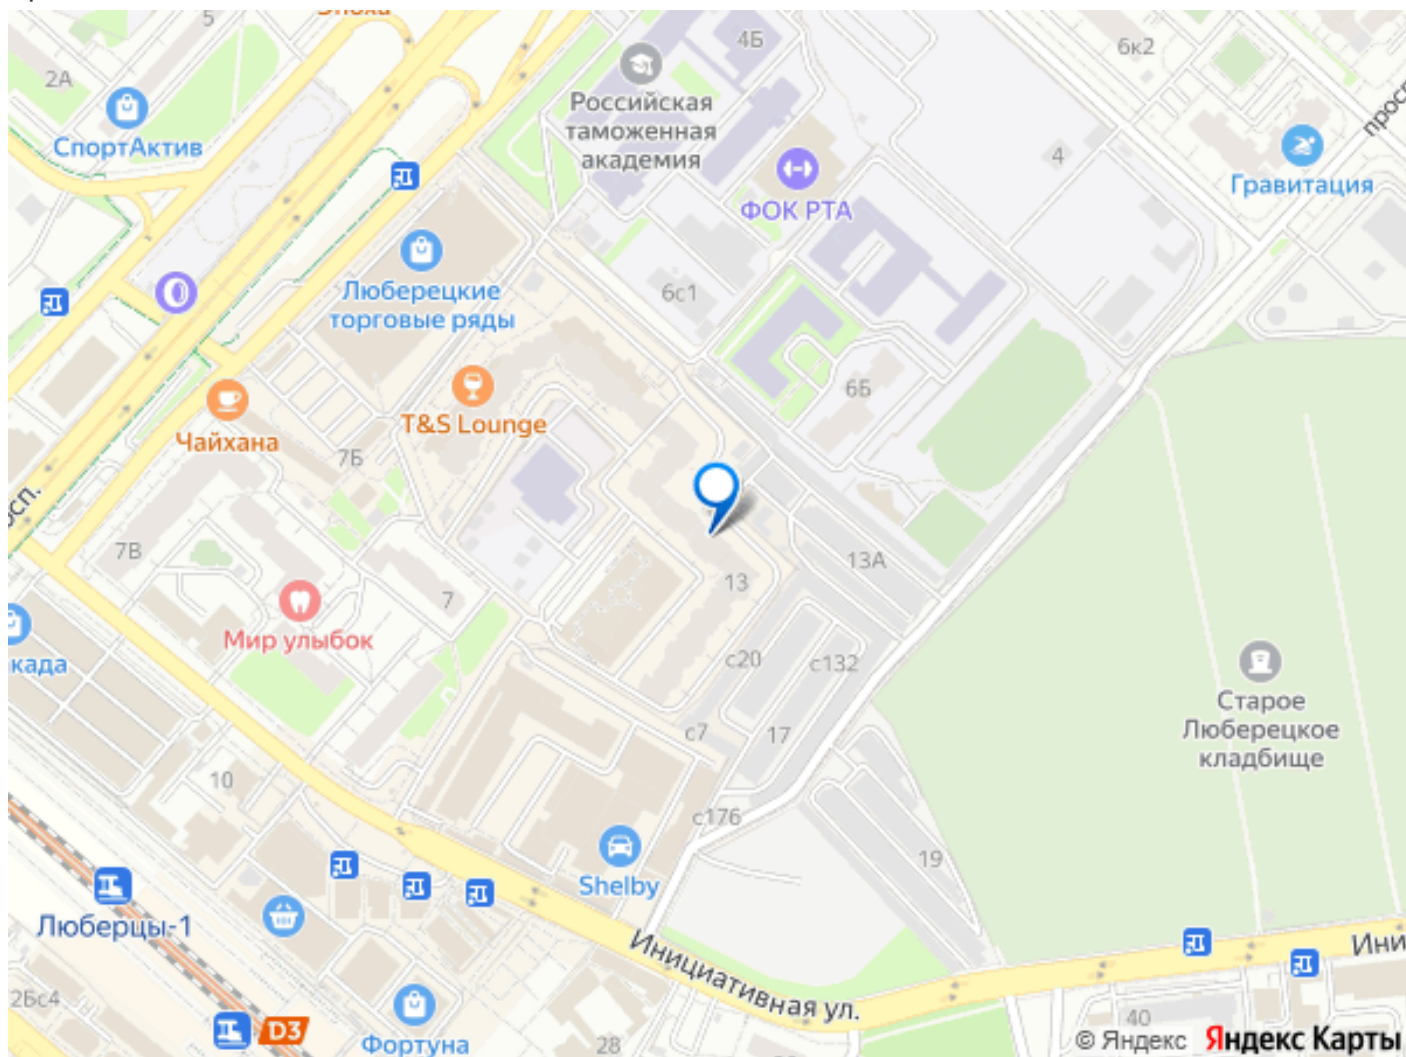 5
4Б
6к2
2А
Российская
таможенная
академия
СпортАктив
4
Гравитация
ФОК РТА
Люберецкие
торговые ряды
6с1
6Б
T&S Lounge
Чайхана
7Б
7В
13А
13
7
Мир улыбок
када
с20
с132
Старое
Люберецкое
кладбище
с7
17
10
с176
19
Shelby
Люберцы-1
Инициативная ул.
Ини
2Бс4
D3
Фортуна
28
40
© Яндекс Яндекс Карты